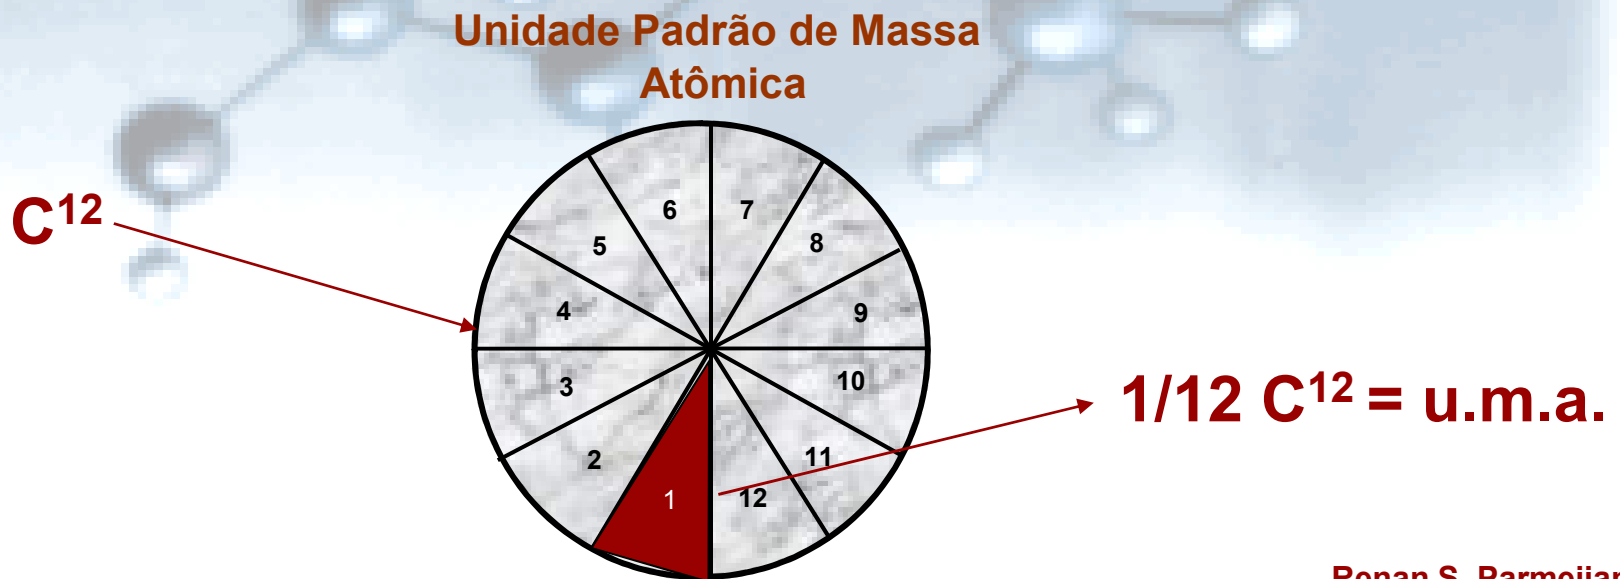 Unidade Padrão de Massa
Atômica
C¹²
6
7
5
8
4
9
3
10
2
11
1
12
1/12 C¹² = u.m.a.
Renan S.